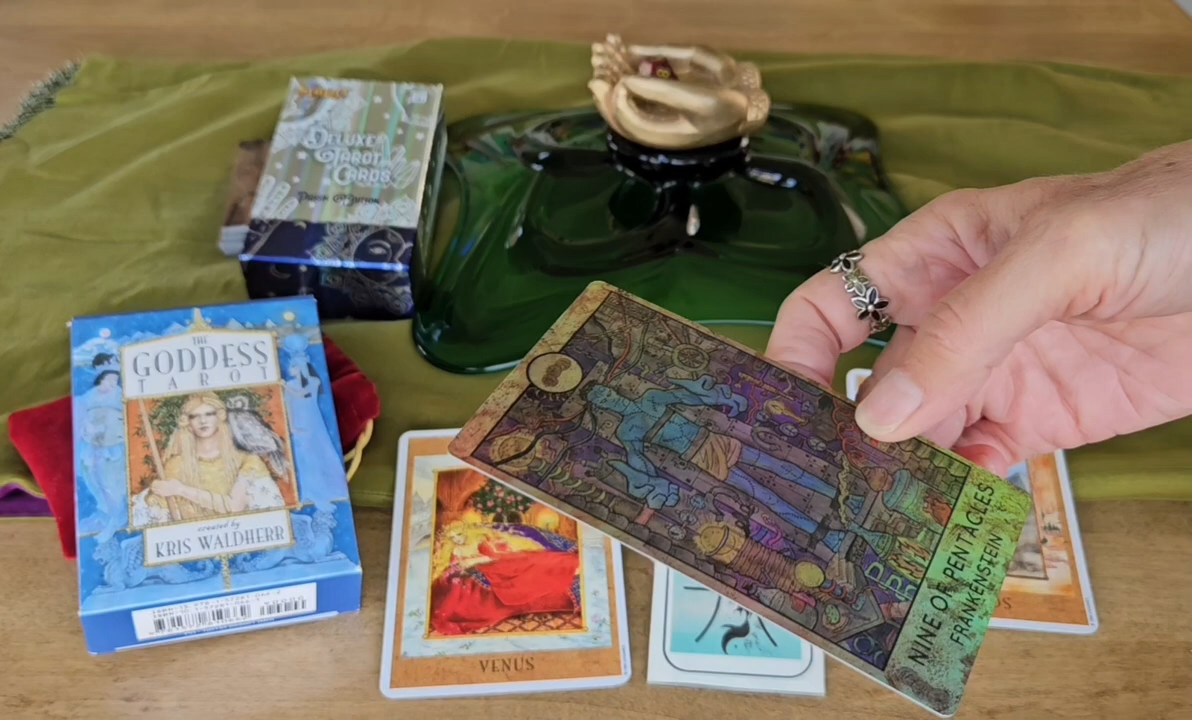 DELUXE
TAROT
CARDS
THE
GODDESS
TAROT
created by
KRIS WALDHERR
VENUS
NINE OF PENTACLES
FRANKENSTEIN